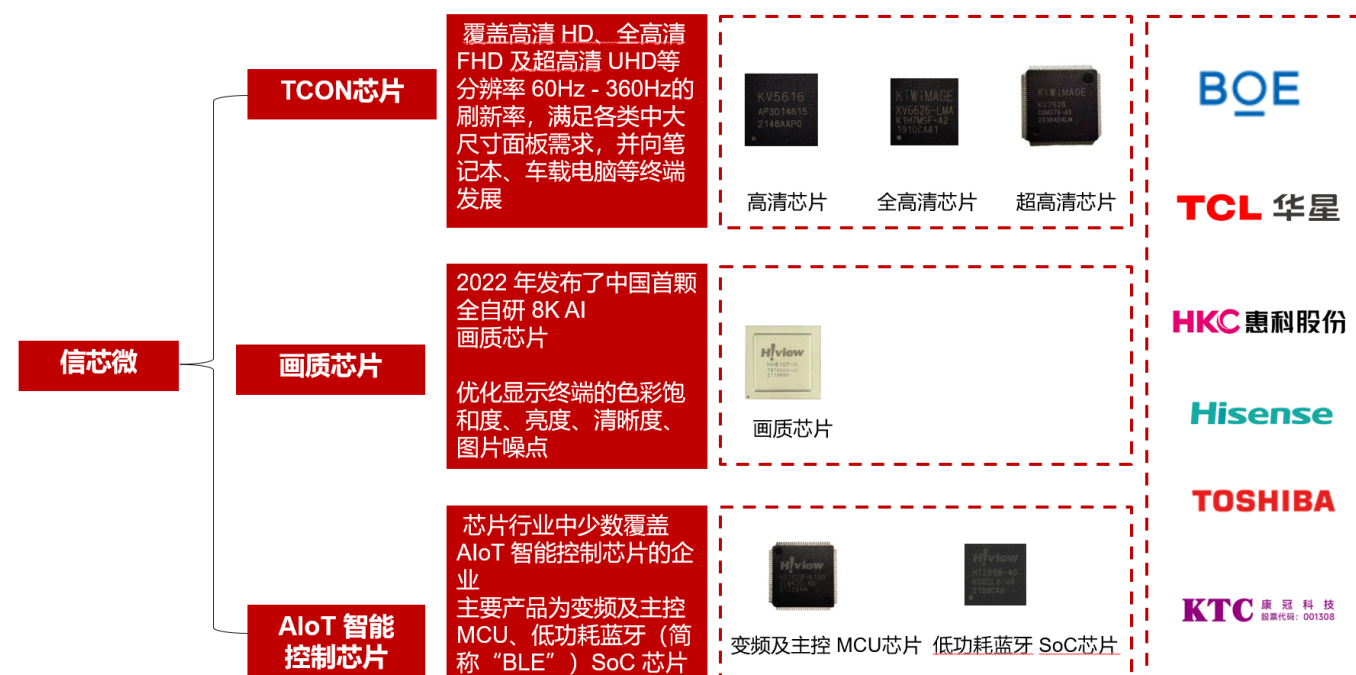 信芯微
TCON芯片
覆盖高清 HD、全高清
FHD 及超高清 UHD等
分辨率 60Hz - 360Hz的
刷新率，满足各类中大
尺寸面板需求，并向笔
记本、车载电脑等终端
发展
KV5616
AP3D14615
2148AAPQ
KiWiMAGE
KV6626-LMA
K1H7MSF-A2
1910CAA1
KiWiMAGE
KV7626
高清芯片
全高清芯片
超高清芯片
画质芯片
2022 年发布了中国首颗
全自研 8K AI
画质芯片
优化显示终端的色彩饱
和度、亮度、清晰度、
图片噪点
Hiview
画质芯片
AIoT 智能
控制芯片
芯片行业中少数覆盖
AIoT 智能控制芯片的企
业
主要产品为变频及主控
MCU、低功耗蓝牙（简
称“BLE”）SoC 芯片
Hiview
Hiview
变频及主控 MCU芯片
低功耗蓝牙 SoC芯片
BOE
TCL 华星
HKC 惠科股份
Hisense
TOSHIBA
KTC 康冠科技
股票代码：001308